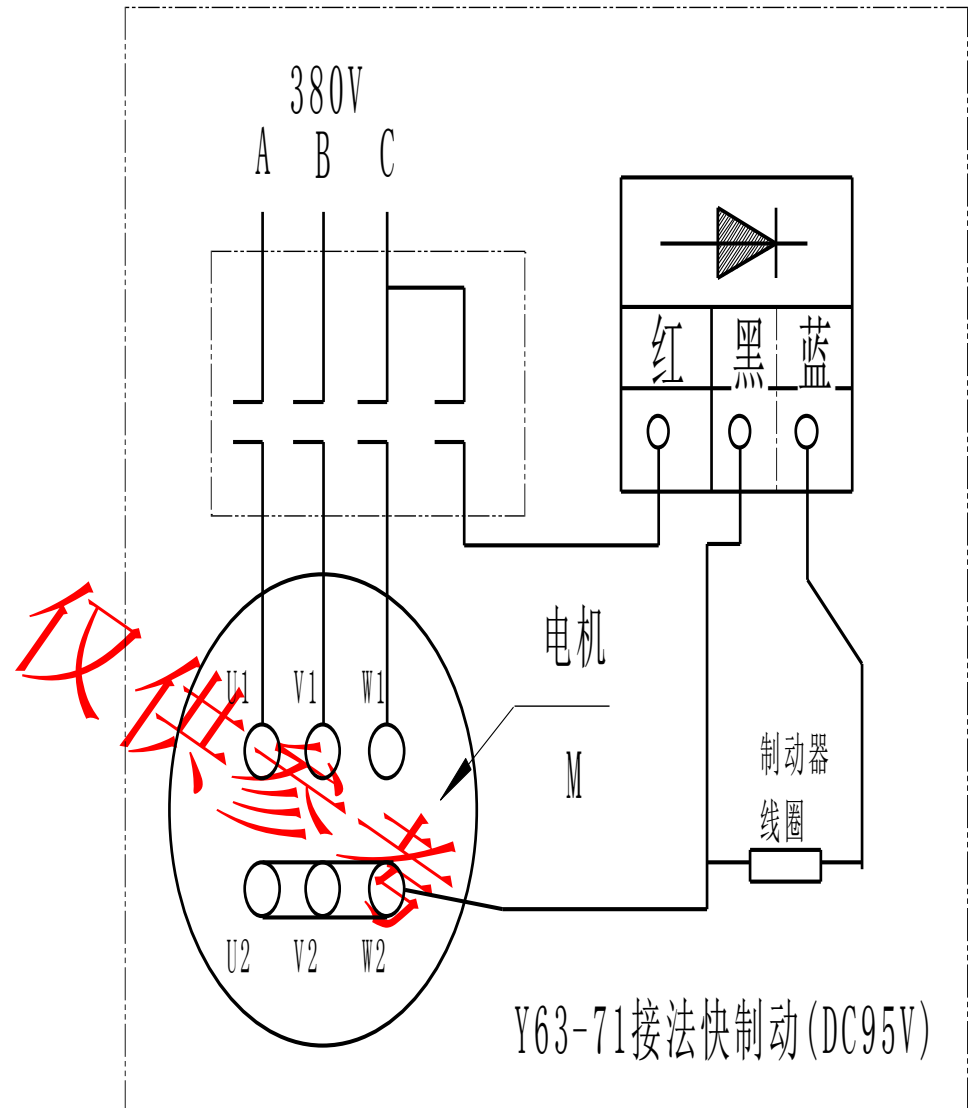 380V
A B C
红 黑 蓝
电机
M
U1 V1 W1
制动器
线圈
U2 V2 W2
Y63-71接法快制动(DC95V)
仅供参考